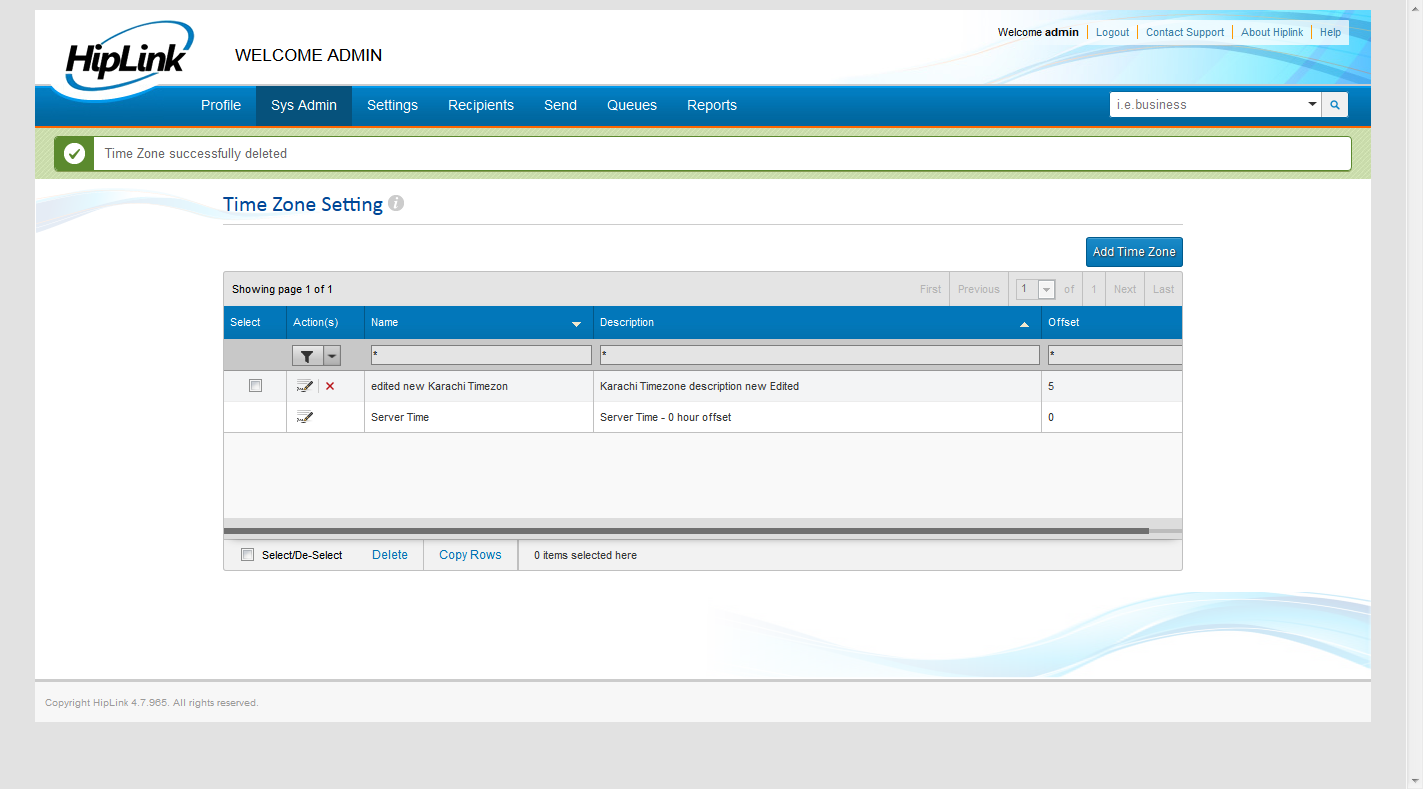 HipLink
WELCOME ADMIN
Welcome admin Logout Contact Support About Hiplink Help
Profile Sys Admin Settings Recipients Send Queues Reports i.e.business
Time Zone successfully deleted
Time Zone Setting i
Add Time Zone
Showing page 1 of 1 First Previous 1 of 1 Next Last
Select Action(s) Name Description Offset
* * *
edited new Karachi Timezon Karachi Timezone description new Edited 5
Server Time Server Time - 0 hour offset 0
Select/De-Select Delete Copy Rows 0 items selected here
Copyright HipLink 4.7.965. All rights reserved.